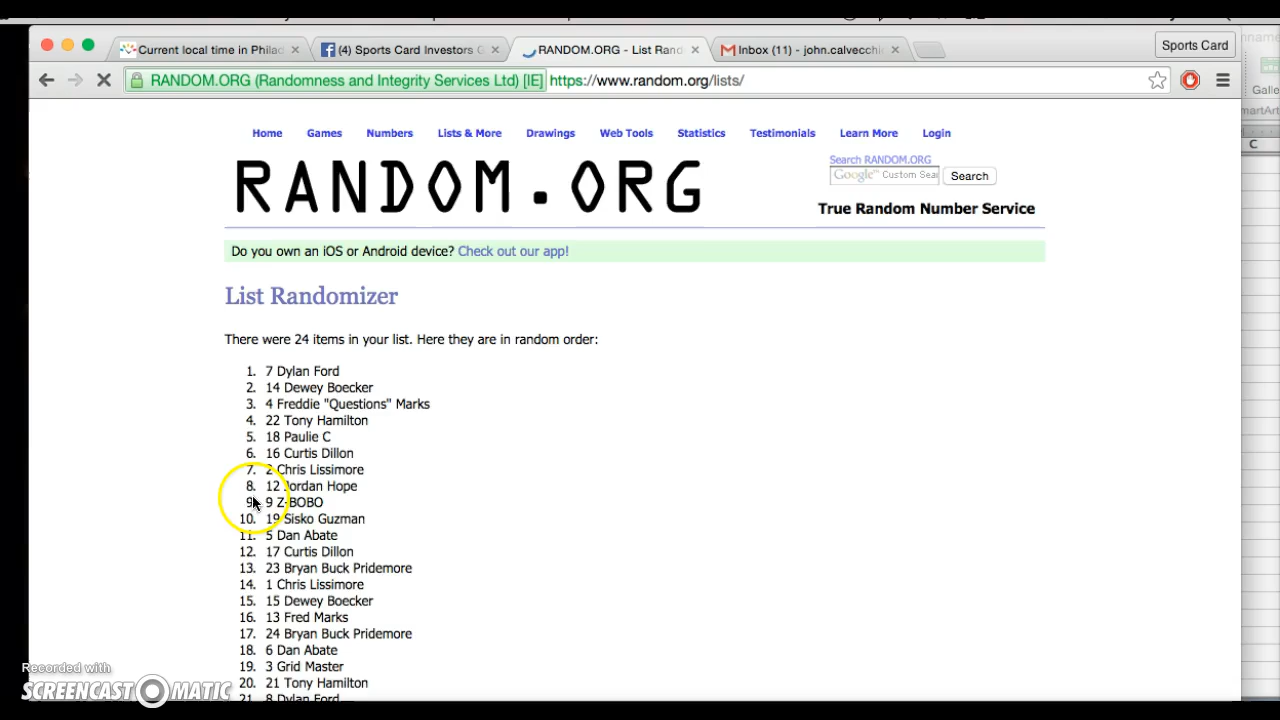 Current local time in Philad
(4) Sports Card Investors G
RANDOM.ORG - List Rand
Inbox (11) - john.calvecchi
Sports Card
RANDOM.ORG (Randomness and Integrity Services Ltd) [IE] https://www.random.org/lists/
Home Games Numbers Lists & More Drawings Web Tools Statistics Testimonials Learn More Login
RANDOM.ORG
Search RANDOM.ORG
Google™ Custom Sear
Search
True Random Number Service
Do you own an iOS or Android device? Check out our app!
List Randomizer
There were 24 items in your list. Here they are in random order:
1. 7 Dylan Ford
2. 14 Dewey Boecker
3. 4 Freddie "Questions" Marks
4. 22 Tony Hamilton
5. 18 Paulie C
6. 16 Curtis Dillon
7. 2 Chris Lissimore
8. 12 Jordan Hope
9. 9 Z-BOBO
10. 19 Sisko Guzman
11. 5 Dan Abate
12. 17 Curtis Dillon
13. 23 Bryan Buck Pridemore
14. 1 Chris Lissimore
15. 15 Dewey Boecker
16. 13 Fred Marks
17. 24 Bryan Buck Pridemore
18. 6 Dan Abate
19. 3 Grid Master
20. 21 Tony Hamilton
21. 8 Dylan Ford
Galle
martArt
C
Recorded with
SCREENCAST MATIC